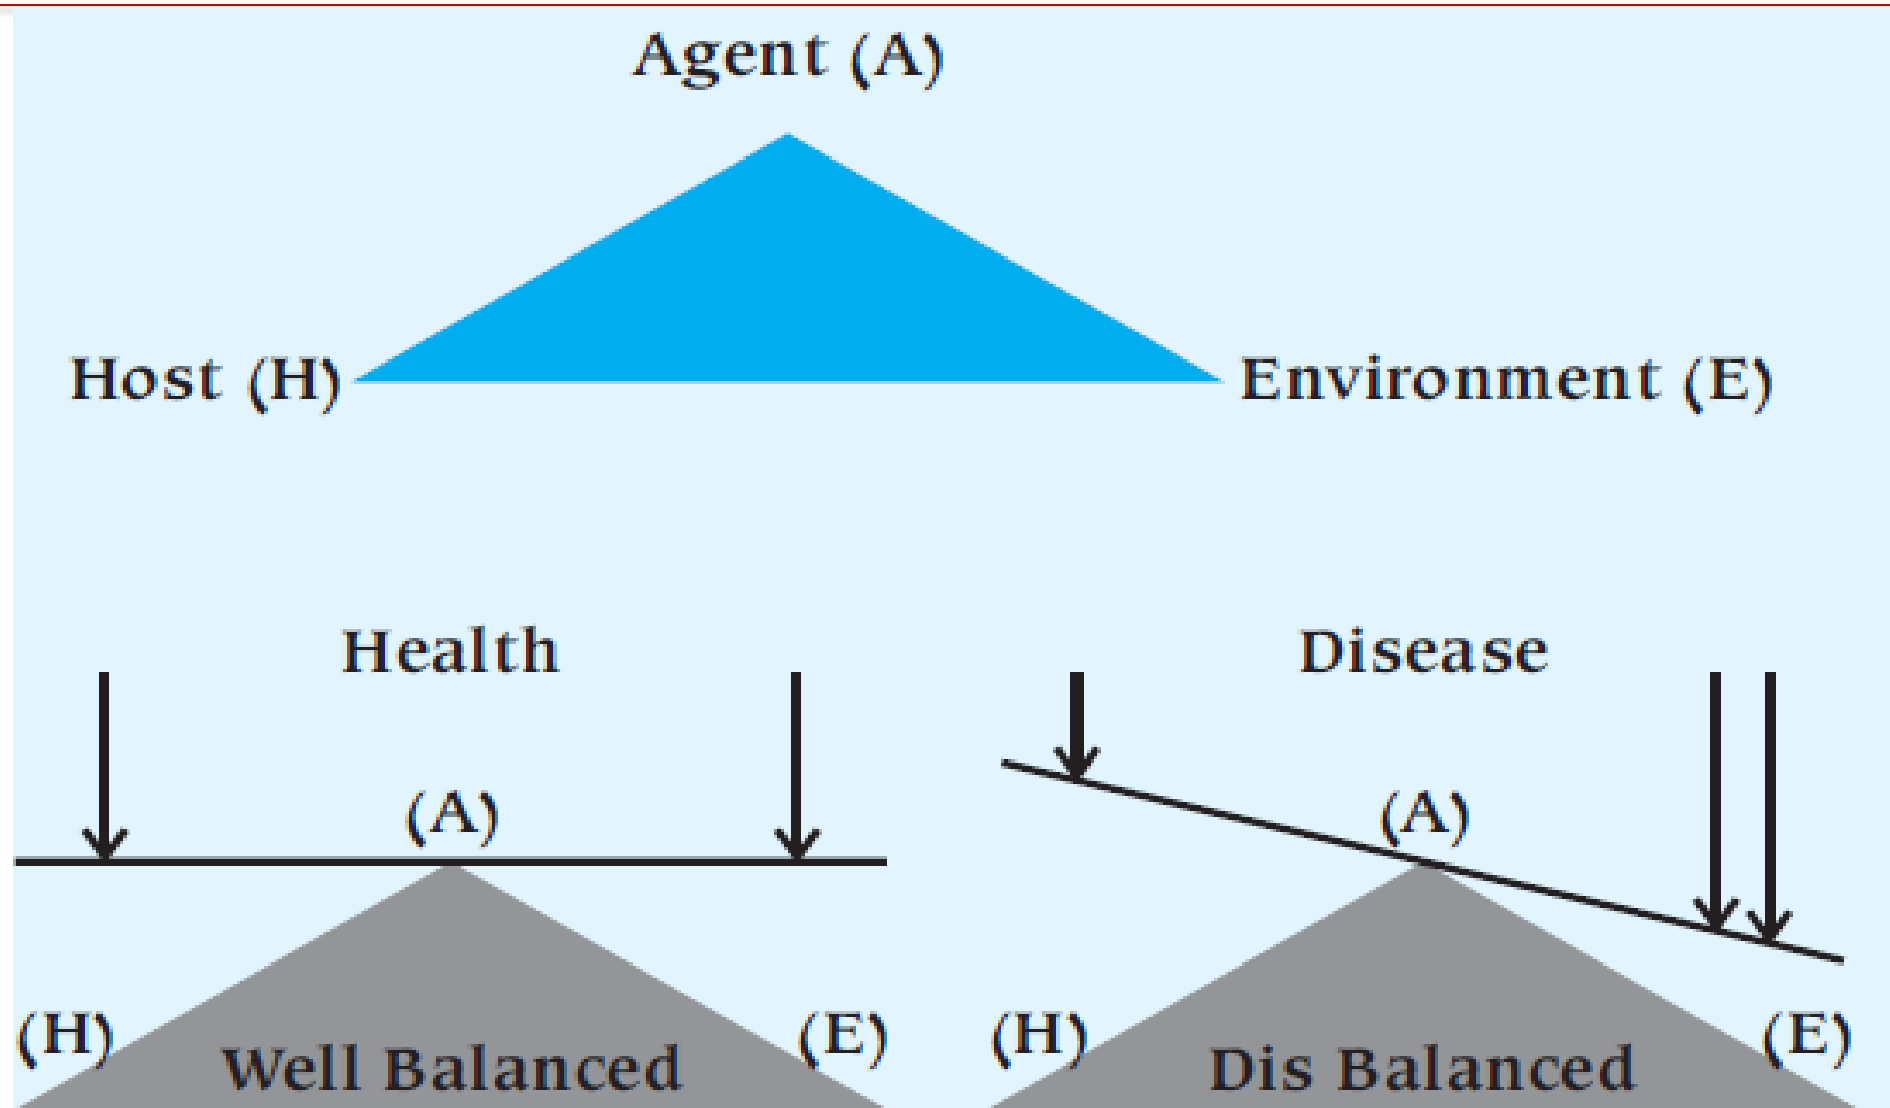 Agent (A)
Host (H)
Environment (E)
Health
Disease
(A)
(A)
(H)
(E)
(H)
(E)
Well Balanced
Dis Balanced